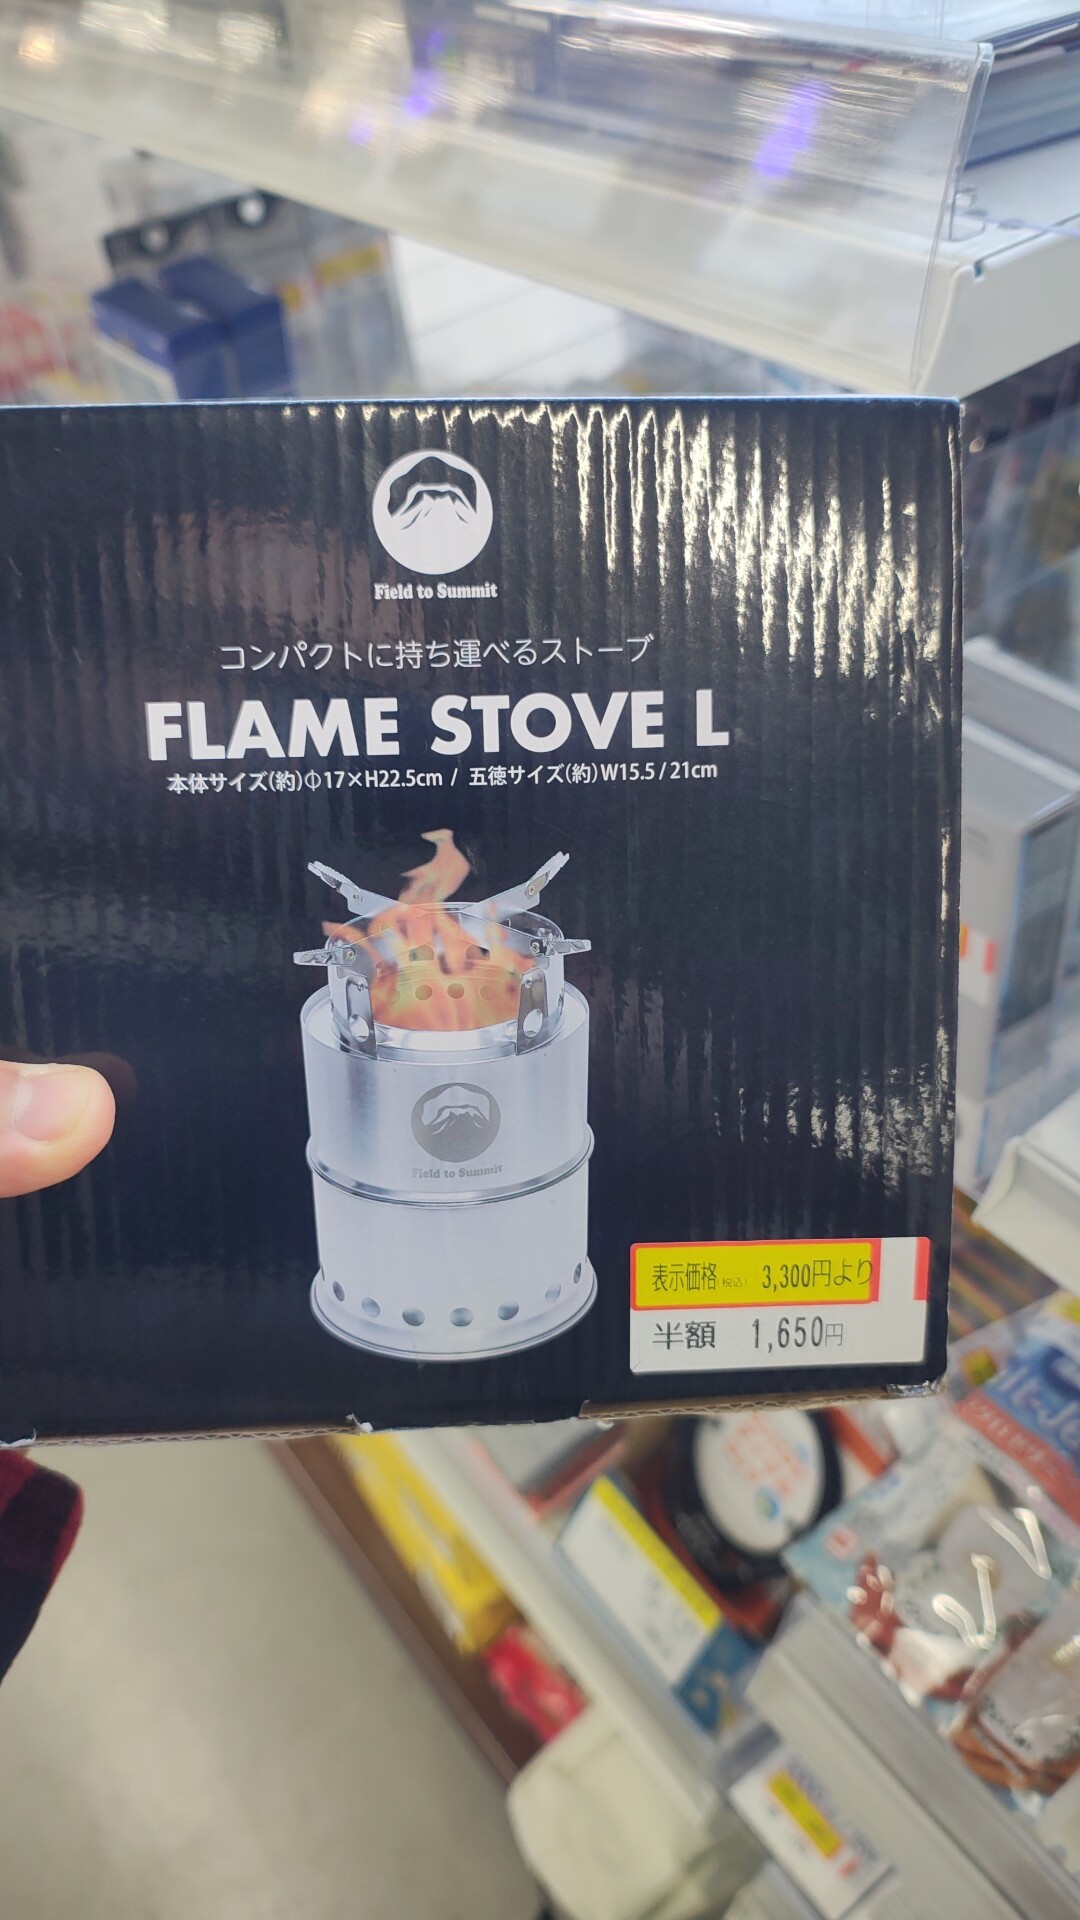 Field to Summit
コンパクトに持ち運べるストーブ
FLAME STOVE L
本体サイズ(約)Φ17×H22.5cm / 五徳サイズ(約)W15.5/21cm
Field to Summit
表示価格(税込) 3,300円より
半額 1,650円